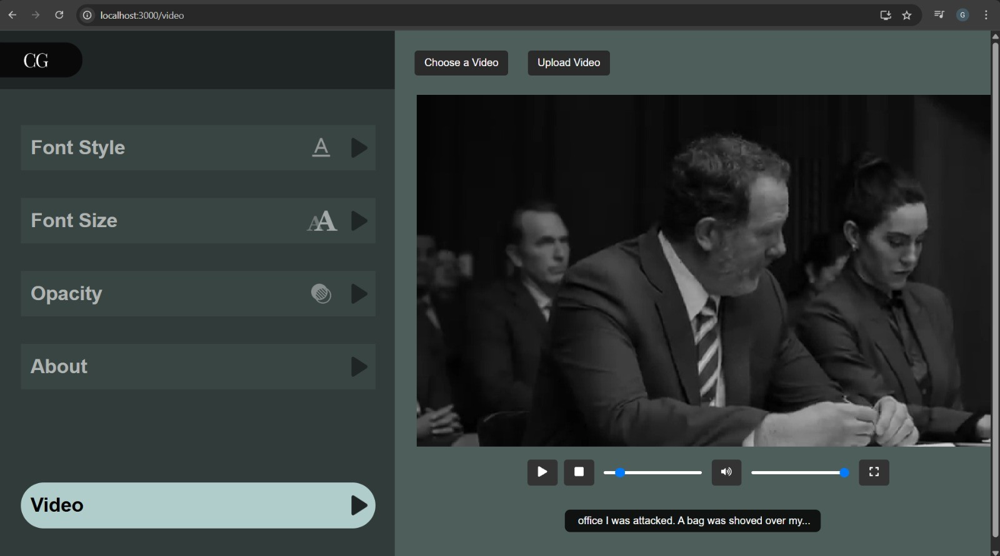 localhost:3000/video
G
CG
Choose a Video
Upload Video
Font Style
A
Font Size
AA
Opacity
About
Video
office I was attacked. A bag was shoved over my...